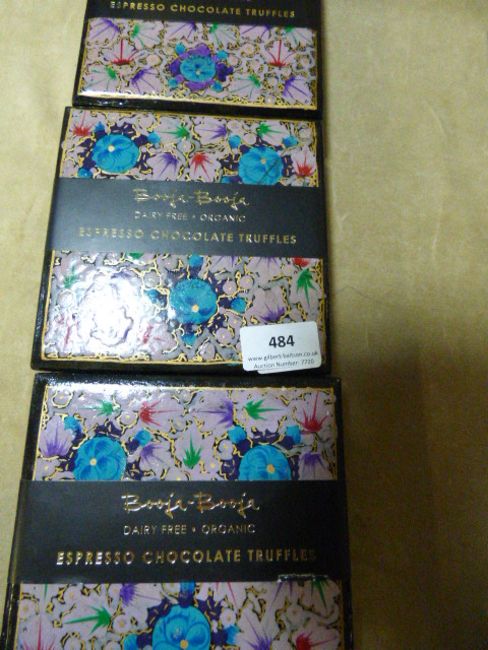 ESPRESSO CHOCOLATE TRUFFLES
Booja-Booja
DAIRY FREE • ORGANIC
ESPRESSO CHOCOLATE TRUFFLES
484
www.gilbert-baitson.co.uk
Auction Number: 7720
Booja-Booja
DAIRY FREE • ORGANIC
ESPRESSO CHOCOLATE TRUFFLES